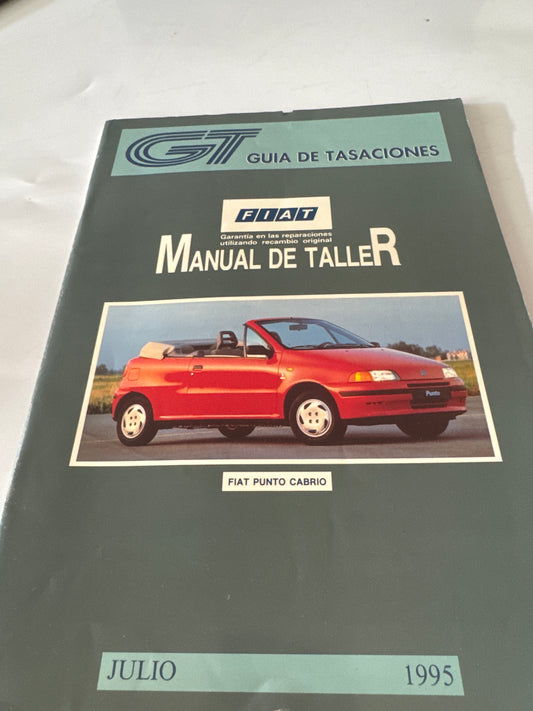 GT GUIA DE TASACIONES
FIAT
Garantía en las reparaciones
utilizando recambio original
MANUAL DE TALLER
Punto
FIAT PUNTO CABRIO
JULIO 1995